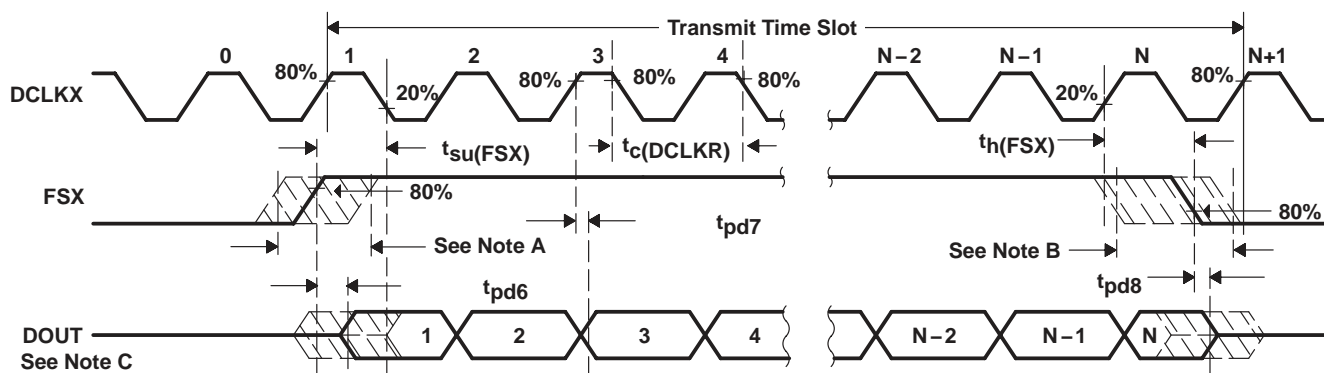 Transmit Time Slot
0 1 2 3 4 N−2 N−1 N N+1
80% 20% 80% 80% 80% 20% 80%
DCLKX
tsu(FSX) tc(DCLKR) th(FSX)
FSX 80% 80%
tpd7
See Note A See Note B
tpd6 tpd8
DOUT 1 2 3 4 N−2 N−1 N
See Note C